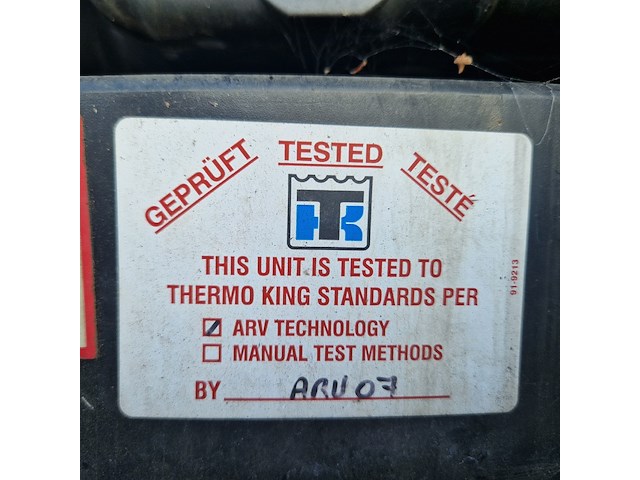 GEPRÜFT TESTED TESTÉ
TK
THIS UNIT IS TESTED TO
THERMO KING STANDARDS PER
ARV TECHNOLOGY
MANUAL TEST METHODS
BY ARV 07
91-9213